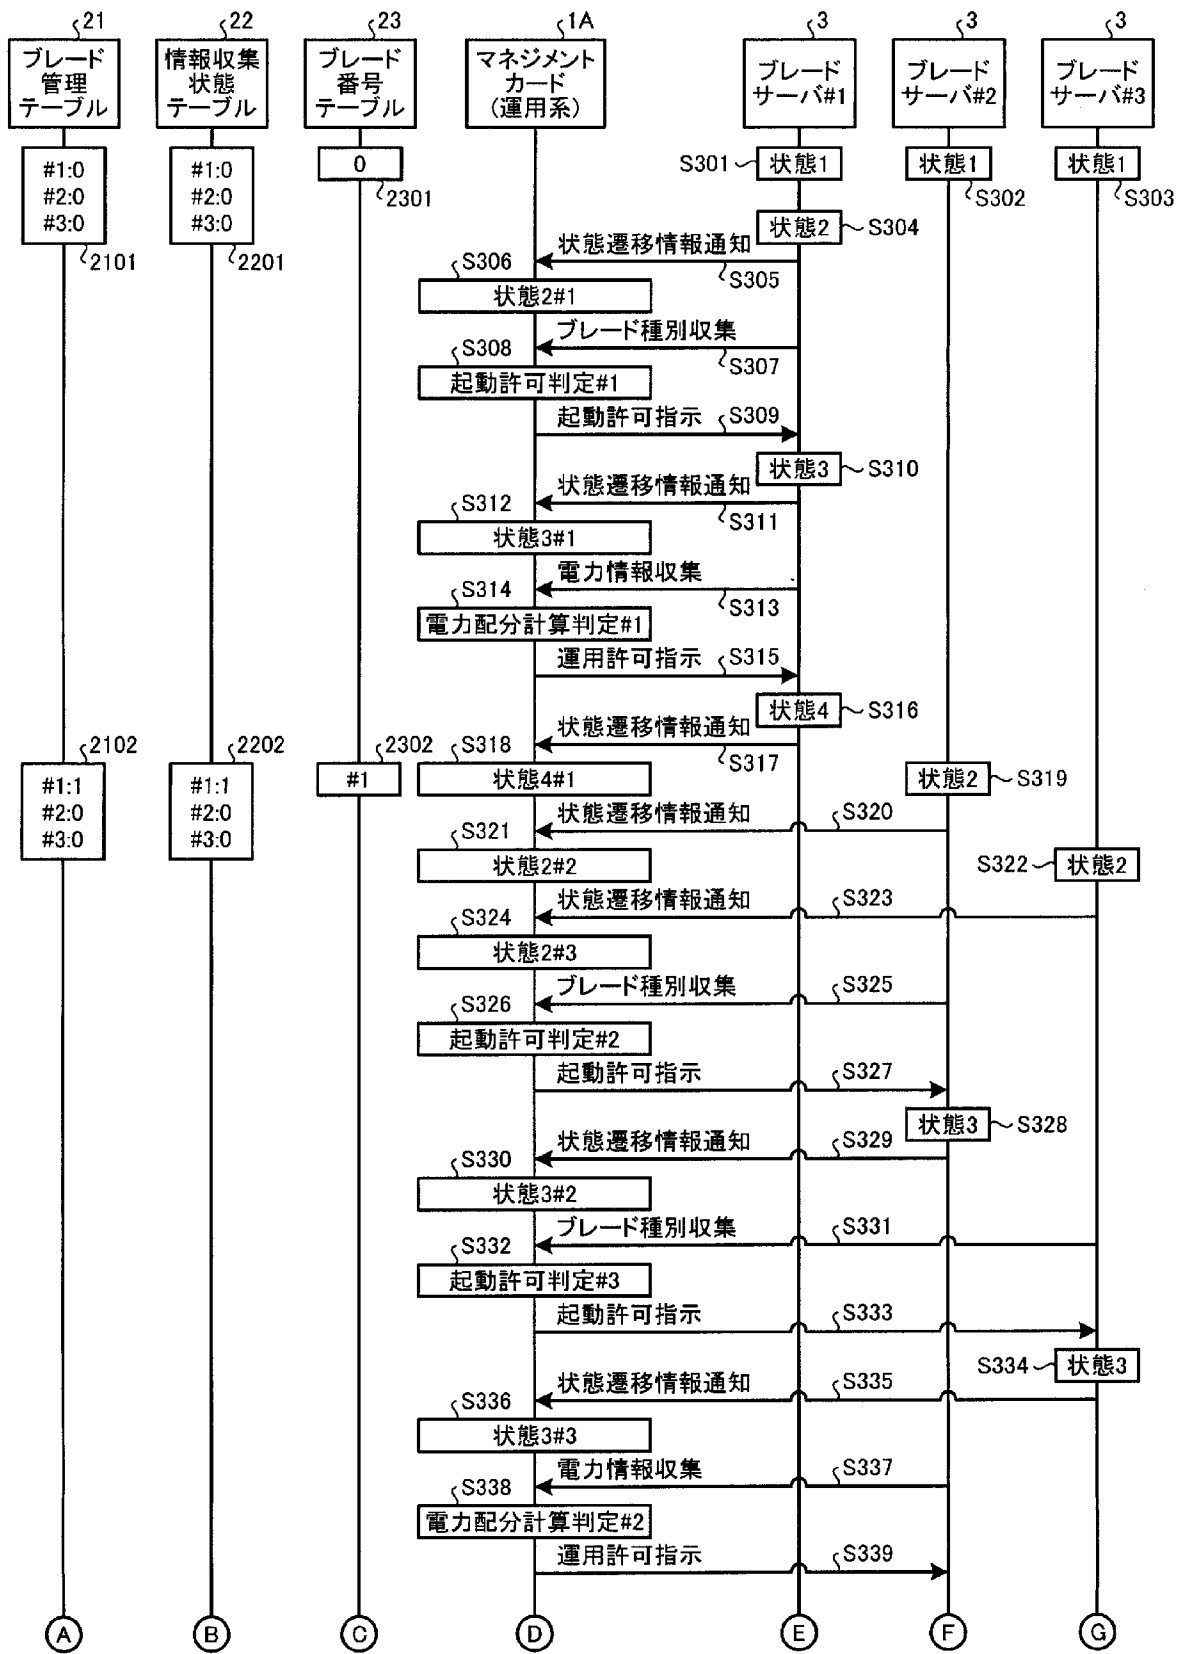 21
22
23
1A
3
3
3
ブレード
管理
テーブル
情報収集
状態
テーブル
ブレード
番号
テーブル
マネジメント
カード
(運用系)
ブレード
サーバ#1
ブレード
サーバ#2
ブレード
サーバ#3
#1:0
#2:0
#3:0
2101
#1:0
#2:0
#3:0
2201
0
2301
S301
状態1
状態1
S302
状態1
S303
状態2
S304
状態遷移情報通知
S305
S306
状態2#1
ブレード種別収集
S307
S308
起動許可判定#1
起動許可指示
S309
状態3
S310
状態遷移情報通知
S311
S312
状態3#1
電力情報収集
S313
S314
電力配分計算判定#1
運用許可指示
S315
状態4
S316
状態遷移情報通知
S317
2102
#1:1
#2:0
#3:0
2202
#1:1
#2:0
#3:0
2302
#1
S318
状態4#1
状態2
S319
状態遷移情報通知
S320
S321
状態2#2
S322
状態2
状態遷移情報通知
S323
S324
状態2#3
ブレード種別収集
S325
S326
起動許可判定#2
起動許可指示
S327
状態3
S328
状態遷移情報通知
S329
S330
状態3#2
ブレード種別収集
S331
S332
起動許可判定#3
起動許可指示
S333
S334
状態3
状態遷移情報通知
S335
S336
状態3#3
電力情報収集
S337
S338
電力配分計算判定#2
運用許可指示
S339
A
B
C
D
E
F
G